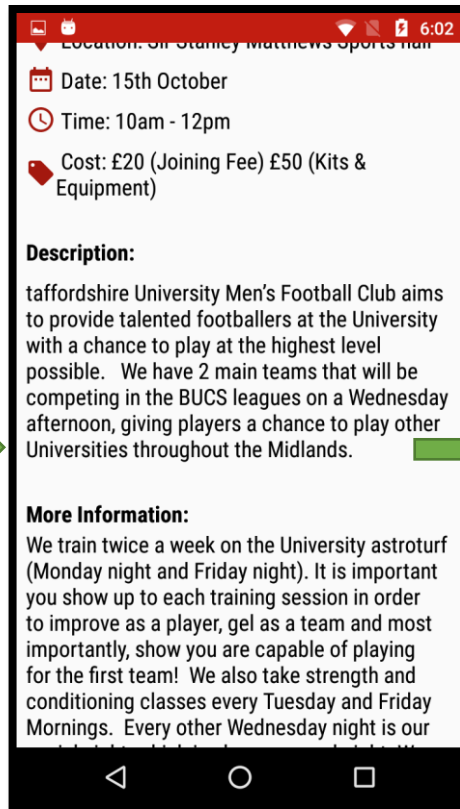 6:02
Location: Sir Stanley Matthews Sports hall
Date: 15th October
Time: 10am - 12pm
Cost: £20 (Joining Fee) £50 (Kits &
Equipment)
Description:
taffordshire University Men's Football Club aims
to provide talented footballers at the University
with a chance to play at the highest level
possible.   We have 2 main teams that will be
competing in the BUCS leagues on a Wednesday
afternoon, giving players a chance to play other
Universities throughout the Midlands.
More Information:
We train twice a week on the University astroturf
(Monday night and Friday night). It is important
you show up to each training session in order
to improve as a player, gel as a team and most
importantly, show you are capable of playing
for the first team!  We also take strength and
conditioning classes every Tuesday and Friday
Mornings.  Every other Wednesday night is our